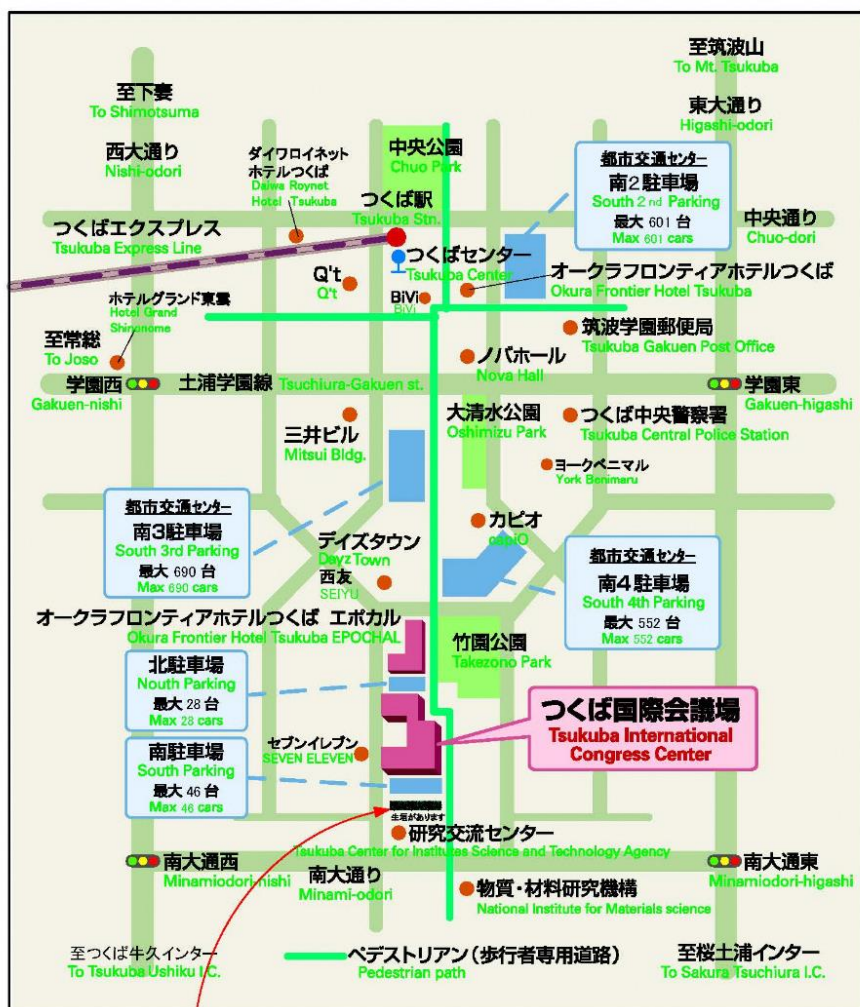 至筑波山
To Mt. Tsukuba
至下妻
To Shimotsuma
東大通り
Higashi-odori
西大通り
Nishi-odori
ダイワロイネット
ホテルつくば
Daiwa Roynet
Hotel Tsukuba
中央公園
Chuo Park
都市交通センター
南2駐車場
South 2nd Parking
最大 601 台
Max 601 cars
つくば駅
Tsukuba Stn.
中央通り
Chuo-dori
つくばエクスプレス
Tsukuba Express Line
つくばセンター
Tsukuba Center
Q't
Q't
オークラフロンティアホテルつくば
Okura Frontier Hotel Tsukuba
BiVi
BiVi
ホテルグランド東雲
Hotel Grand
Shinonome
筑波学園郵便局
Tsukuba Gakuen Post Office
至常総
To Joso
ノバホール
Nova Hall
学園西
Gakuen-nishi
土浦学園線 Tsuchiura-Gakuen st.
学園東
Gakuen-higashi
三井ビル
Mitsui Bldg.
大清水公園
Oshimizu Park
つくば中央警察署
Tsukuba Central Police Station
ヨークベニマル
York Benimaru
都市交通センター
南3駐車場
South 3rd Parking
最大 690 台
Max 690 cars
カピオ
capiO
デイズタウン
Dayz Town
西友
SEIYU
都市交通センター
南4駐車場
South 4th Parking
最大 552 台
Max 552 cars
オークラフロンティアホテルつくば エポカル
Okura Frontier Hotel Tsukuba EPOCHAL
竹園公園
Takezono Park
北駐車場
Nouth Parking
最大 28 台
Max 28 cars
つくば国際会議場
Tsukuba International
Congress Center
セブンイレブン
SEVEN ELEVEN
南駐車場
South Parking
最大 46 台
Max 46 cars
生垣があります
研究交流センター
Tsukuba Center for Institutes Science and Technology Agency
南大通西
Minamiodori-nishi
南大通り
Minami-odori
南大通東
Minamiodori-higashi
物質・材料研究機構
National Institute for Materials science
至つくば牛久インター
To Tsukuba Ushiku I.C.
ペデストリアン(歩行者専用道路)
Pedestrian path
至桜土浦インター
To Sakura Tsuchiura I.C.